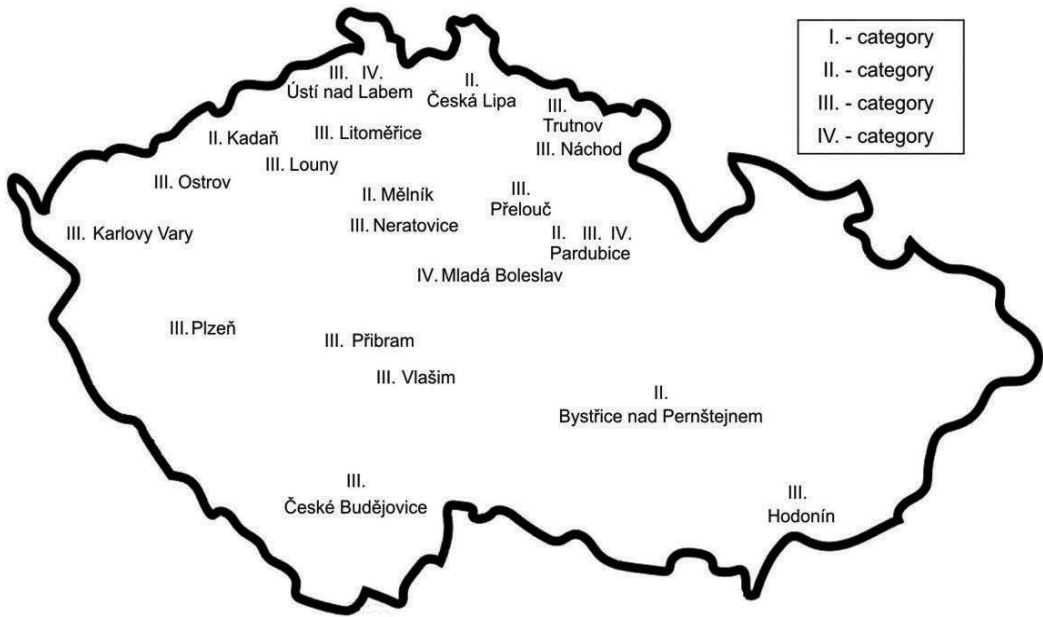 I. - category
II. - category
III. - category
IV. - category
III. IV.
Ústí nad Labem
II.
Česká Lipa
III.
Trutnov
II. Kadaň
III. Litoměřice
III. Náchod
III. Louny
III. Ostrov
II. Mělník
III.
Přelouč
III. Neratovice
III. Karlovy Vary
II. III. IV.
Pardubice
IV. Mladá Boleslav
III. Plzeň
III. Přibram
III. Vlašim
II.
Bystřice nad Pernštejnem
III.
České Budějovice
III.
Hodonín